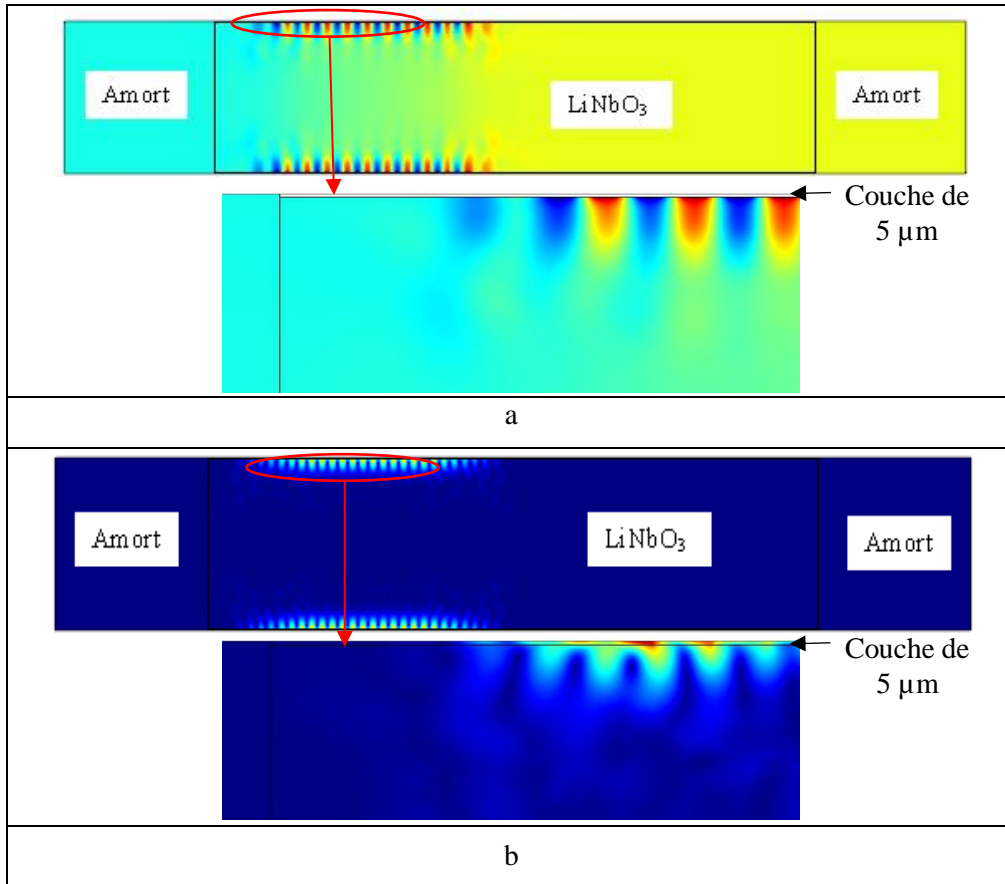 Amort
LiNbO₃
Amort
Couche de
5 µm
a
Amort
LiNbO₃
Amort
Couche de
5 µm
b